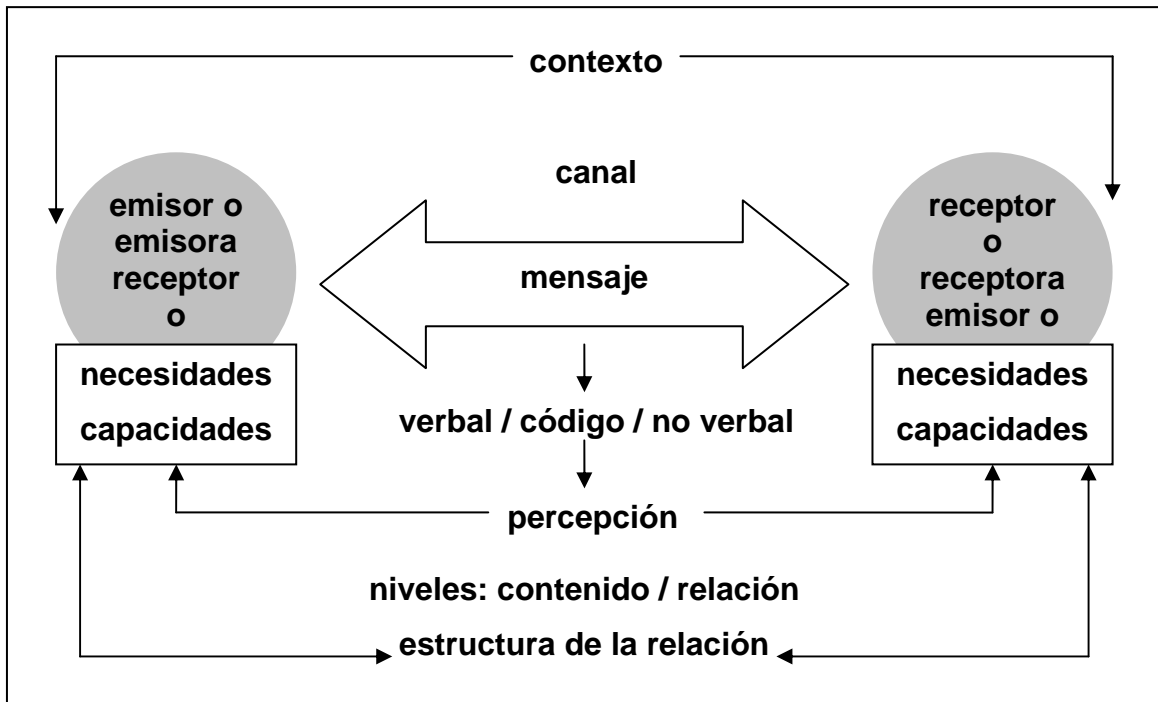 contexto
canal
emisor o
emisora
receptor
o
mensaje
receptor
o
receptora
emisor o
necesidades
capacidades
verbal / código / no verbal
necesidades
capacidades
percepción
niveles: contenido / relación
estructura de la relación